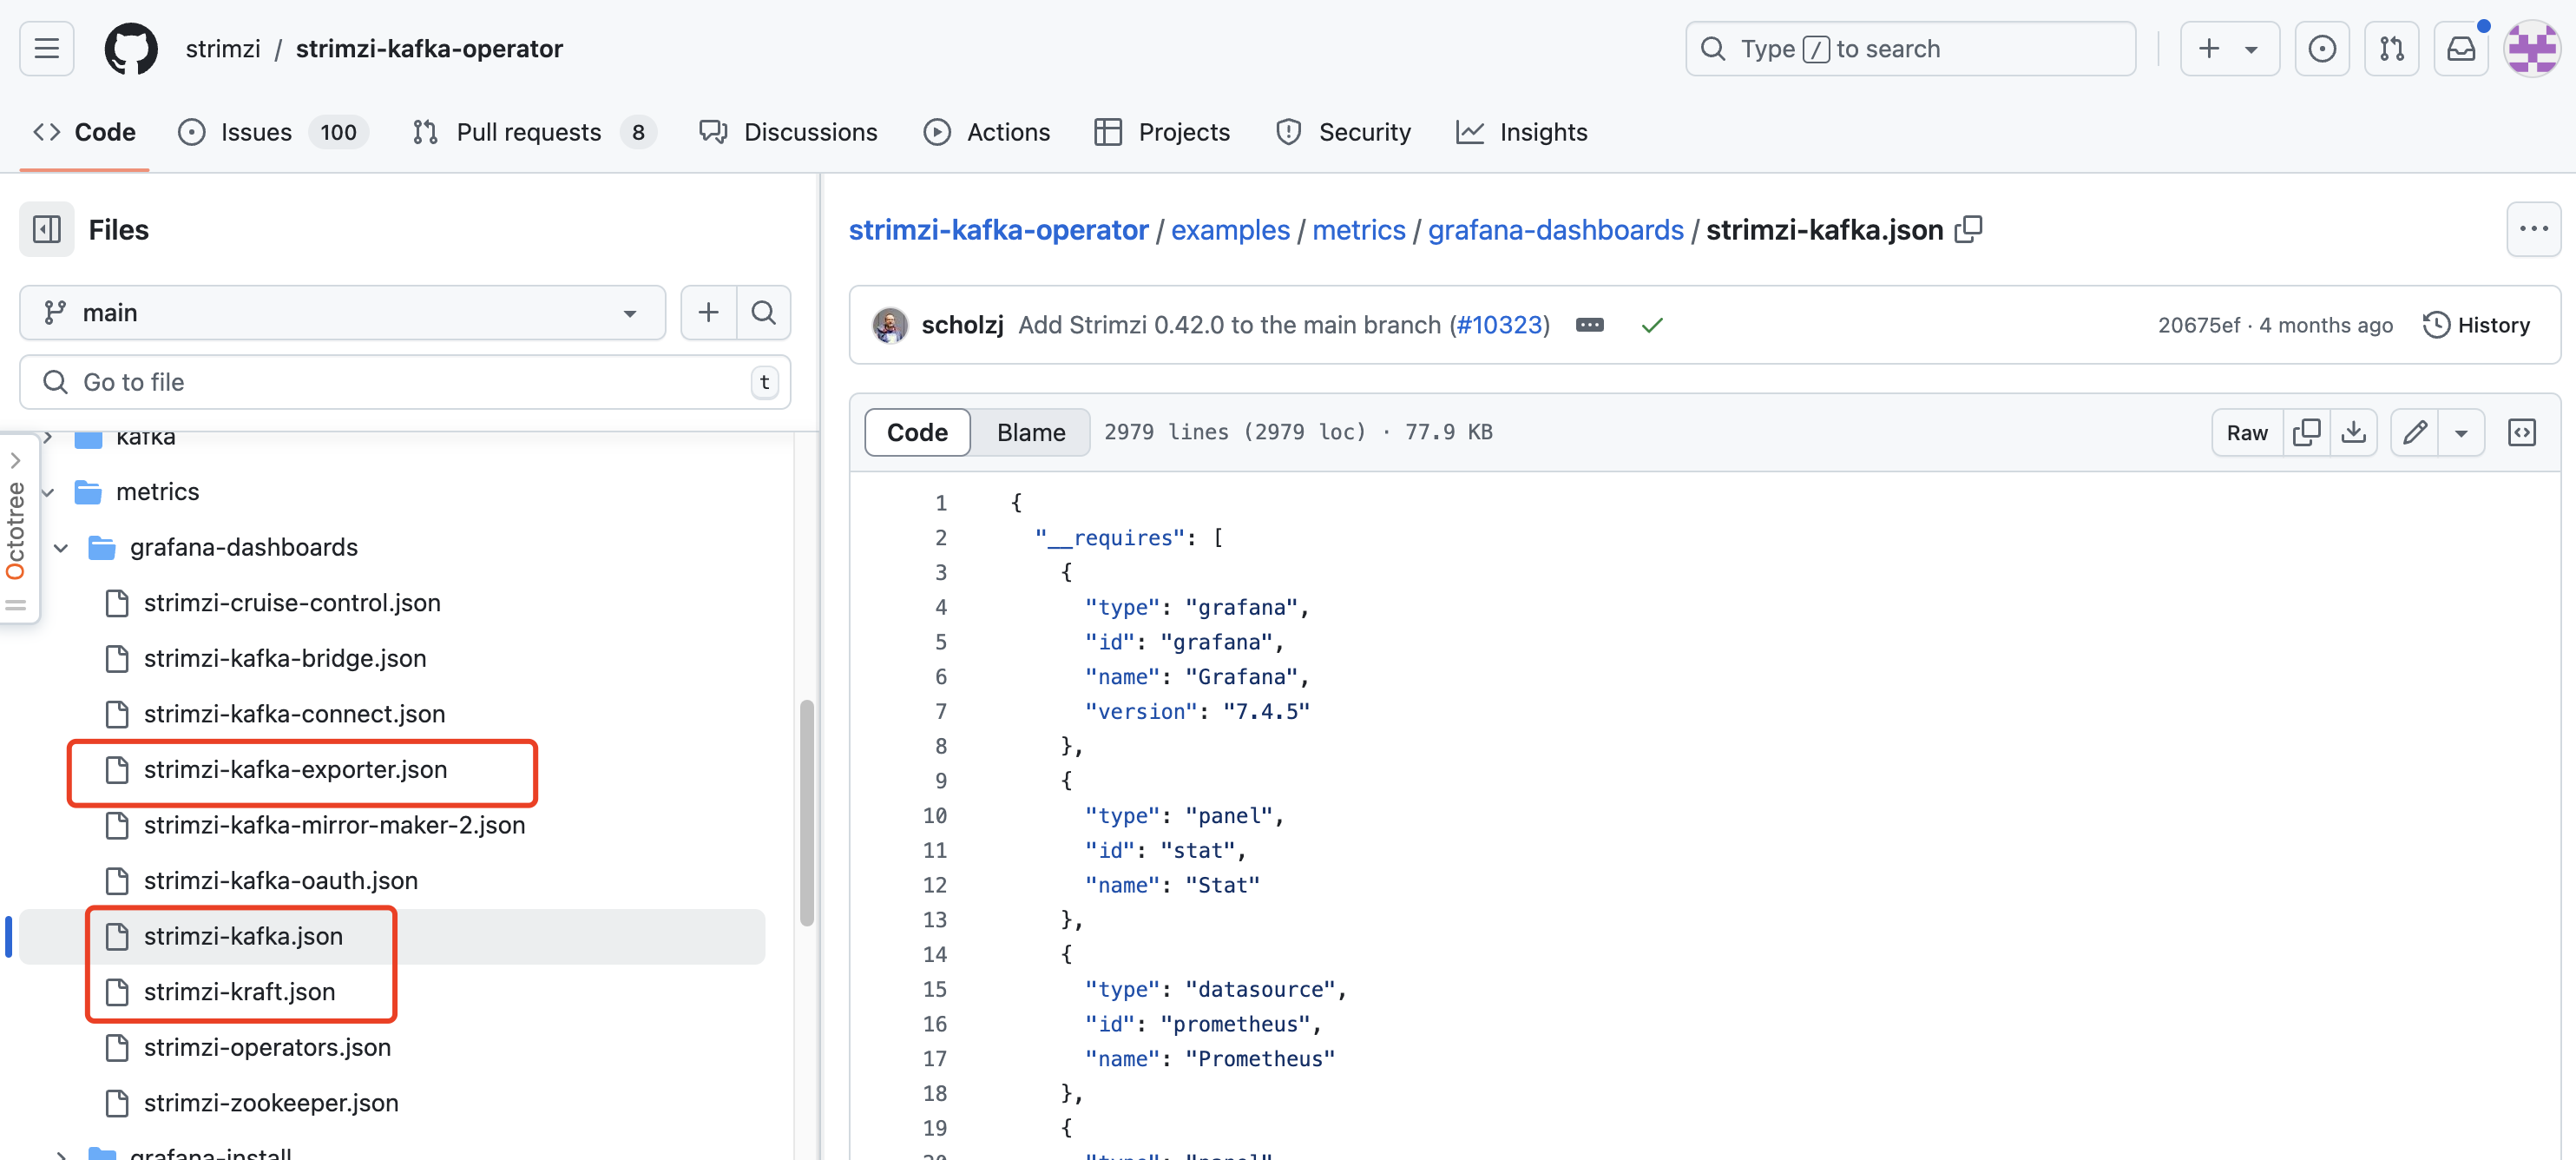 strimzi / strimzi-kafka-operator
Type / to search
Code
Issues 100
Pull requests 8
Discussions
Actions
Projects
Security
Insights
Files
main
Go to file
t
Octotree
kafka
metrics
grafana-dashboards
strimzi-cruise-control.json
strimzi-kafka-bridge.json
strimzi-kafka-connect.json
strimzi-kafka-exporter.json
strimzi-kafka-mirror-maker-2.json
strimzi-kafka-oauth.json
strimzi-kafka.json
strimzi-kraft.json
strimzi-operators.json
strimzi-zookeeper.json
grafana-install
strimzi-kafka-operator / examples / metrics / grafana-dashboards / strimzi-kafka.json
scholzj Add Strimzi 0.42.0 to the main branch (#10323)
20675ef · 4 months ago
History
Code
Blame
2979 lines (2979 loc) · 77.9 KB
Raw
1 {
2 "__requires": [
3 {
4 "type": "grafana",
5 "id": "grafana",
6 "name": "Grafana",
7 "version": "7.4.5"
8 },
9 {
10 "type": "panel",
11 "id": "stat",
12 "name": "Stat"
13 },
14 {
15 "type": "datasource",
16 "id": "prometheus",
17 "name": "Prometheus"
18 },
19 {
20 "type": "panel"